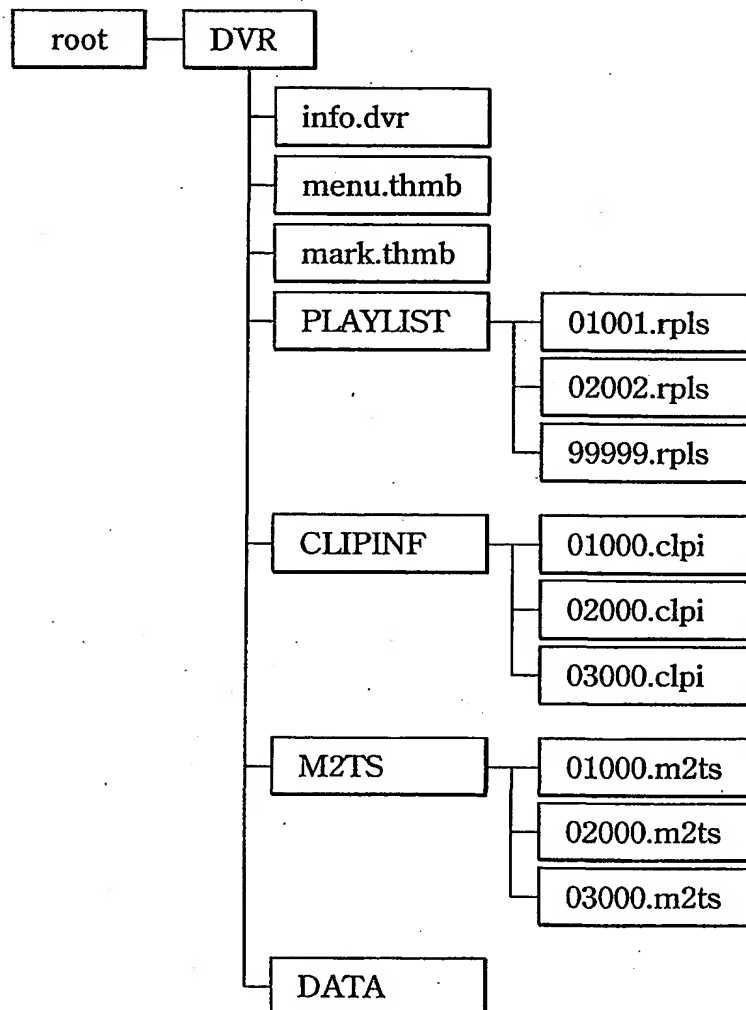 root
DVR
info.dvr
menu.thmb
mark.thmb
PLAYLIST
01001.rpls
02002.rpls
99999.rpls
CLIPINF
01000.clpi
02000.clpi
03000.clpi
M2TS
01000.m2ts
02000.m2ts
03000.m2ts
DATA